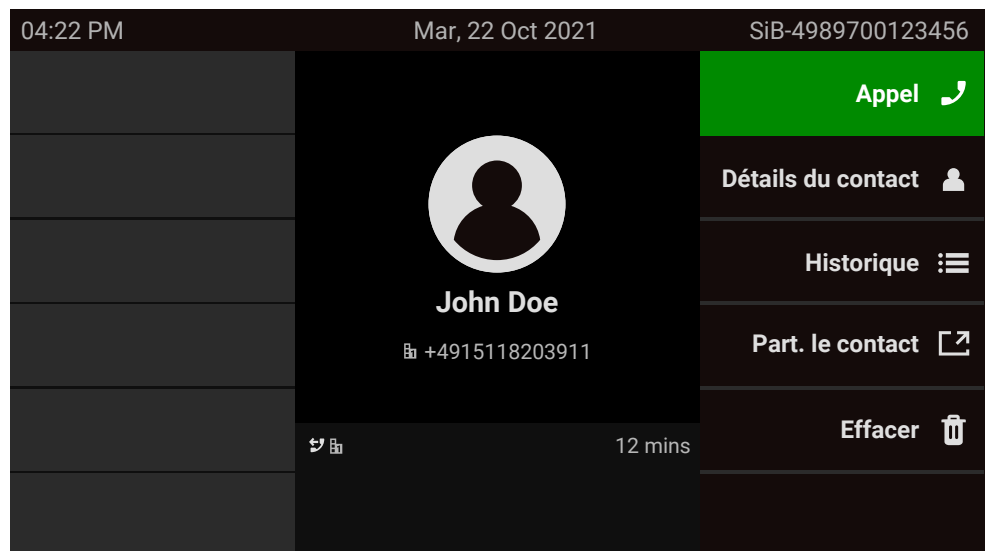 04:22 PM Mar, 22 Oct 2021 SiB-4989700123456
Appel
Détails du contact
Historique
John Doe
Part. le contact
+4915118203911
Effacer
12 mins